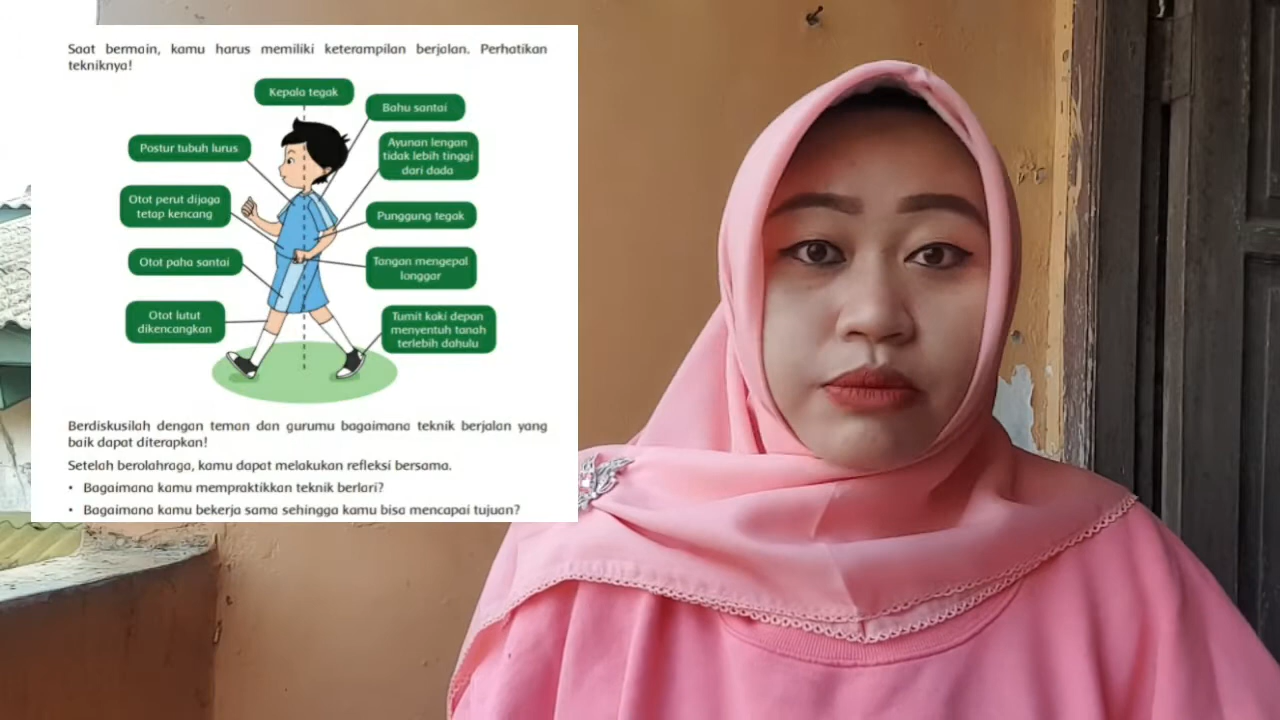 Saat bermain, kamu harus memiliki keterampilan berjalan. Perhatikan
tekniknya!
Kepala tegak
Bahu santai
Postur tubuh lurus
Ayunan lengan
tidak lebih tinggi
dari dada
Otot perut dijaga
tetap kencang
Punggung tegak
Otot paha santai
Tangan mengepal
longgar
Otot lutut
dikencangkan
Tumit kaki depan
menyentuh tanah
terlebih dahulu
Berdiskusilah dengan teman dan gurumu bagaimana teknik berjalan yang
baik dapat diterapkan!
Setelah berolahraga, kamu dapat melakukan refleksi bersama.
• Bagaimana kamu mempraktikkan teknik berlari?
• Bagaimana kamu bekerja sama sehingga kamu bisa mencapai tujuan?